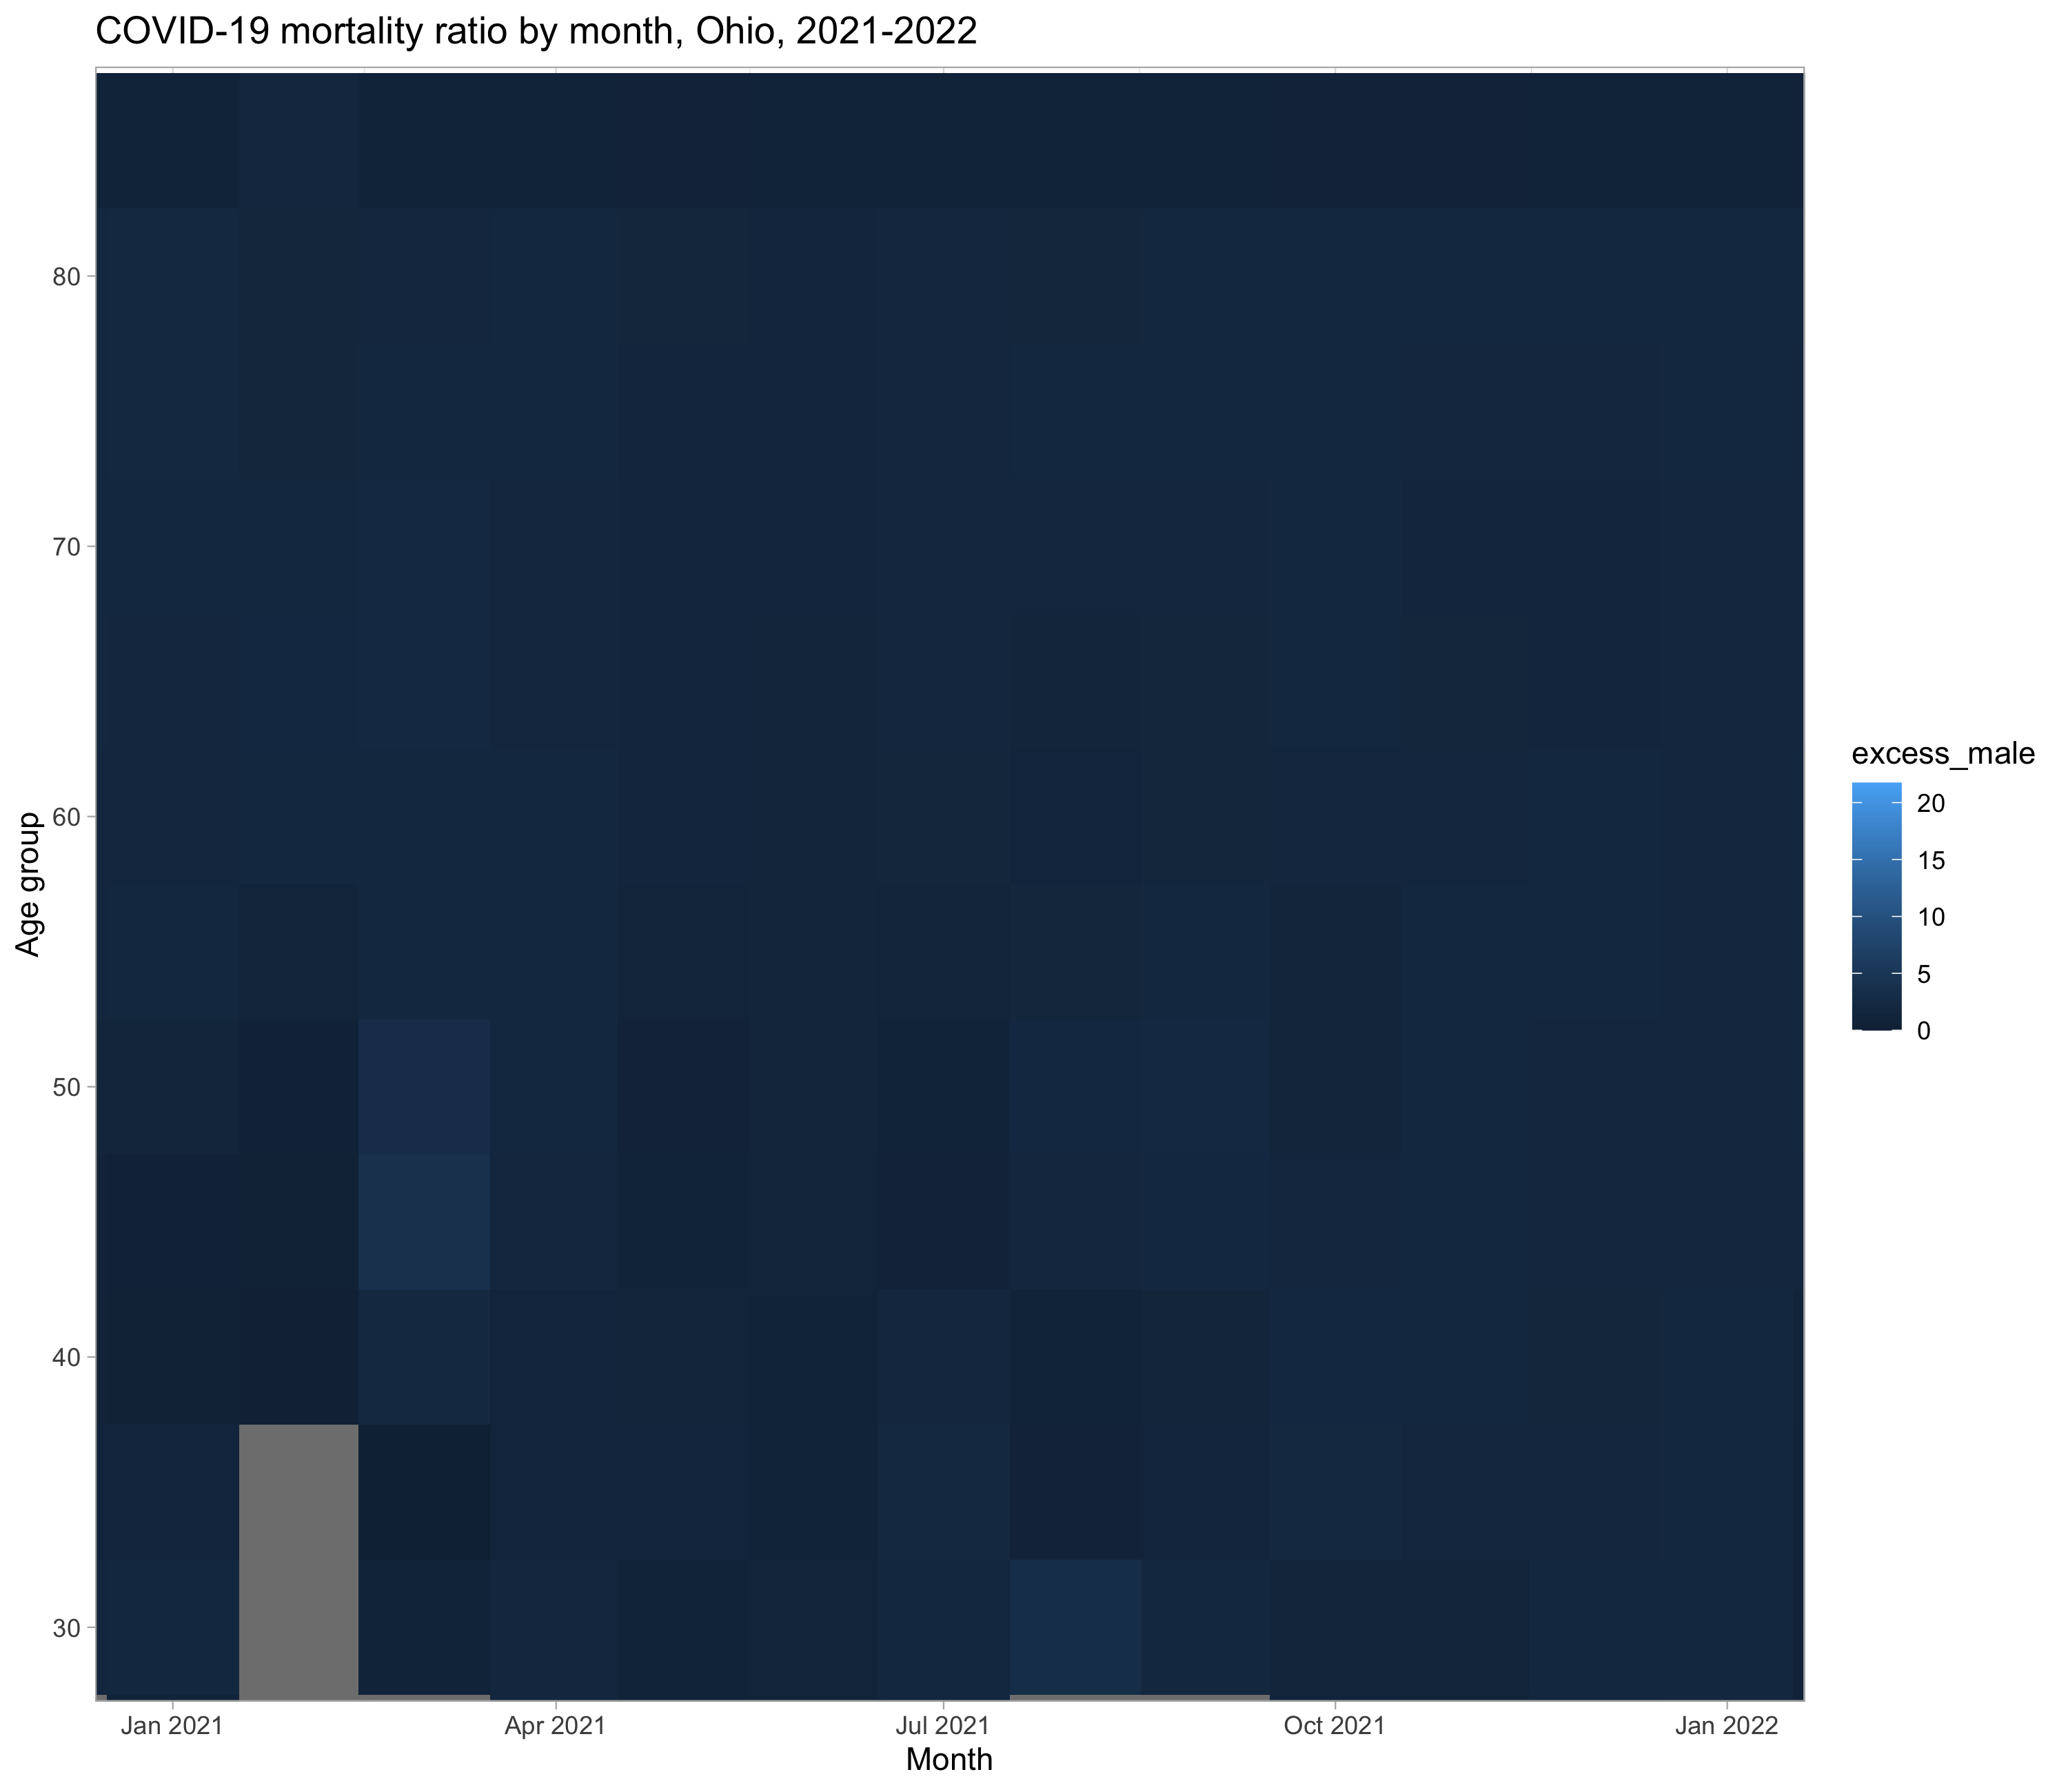 COVID-19 mortality ratio by month, Ohio, 2021-2022
80
70
60
50
40
30
Age group
Jan 2021
Apr 2021
Jul 2021
Oct 2021
Jan 2022
Month
excess_male
20
15
10
5
0